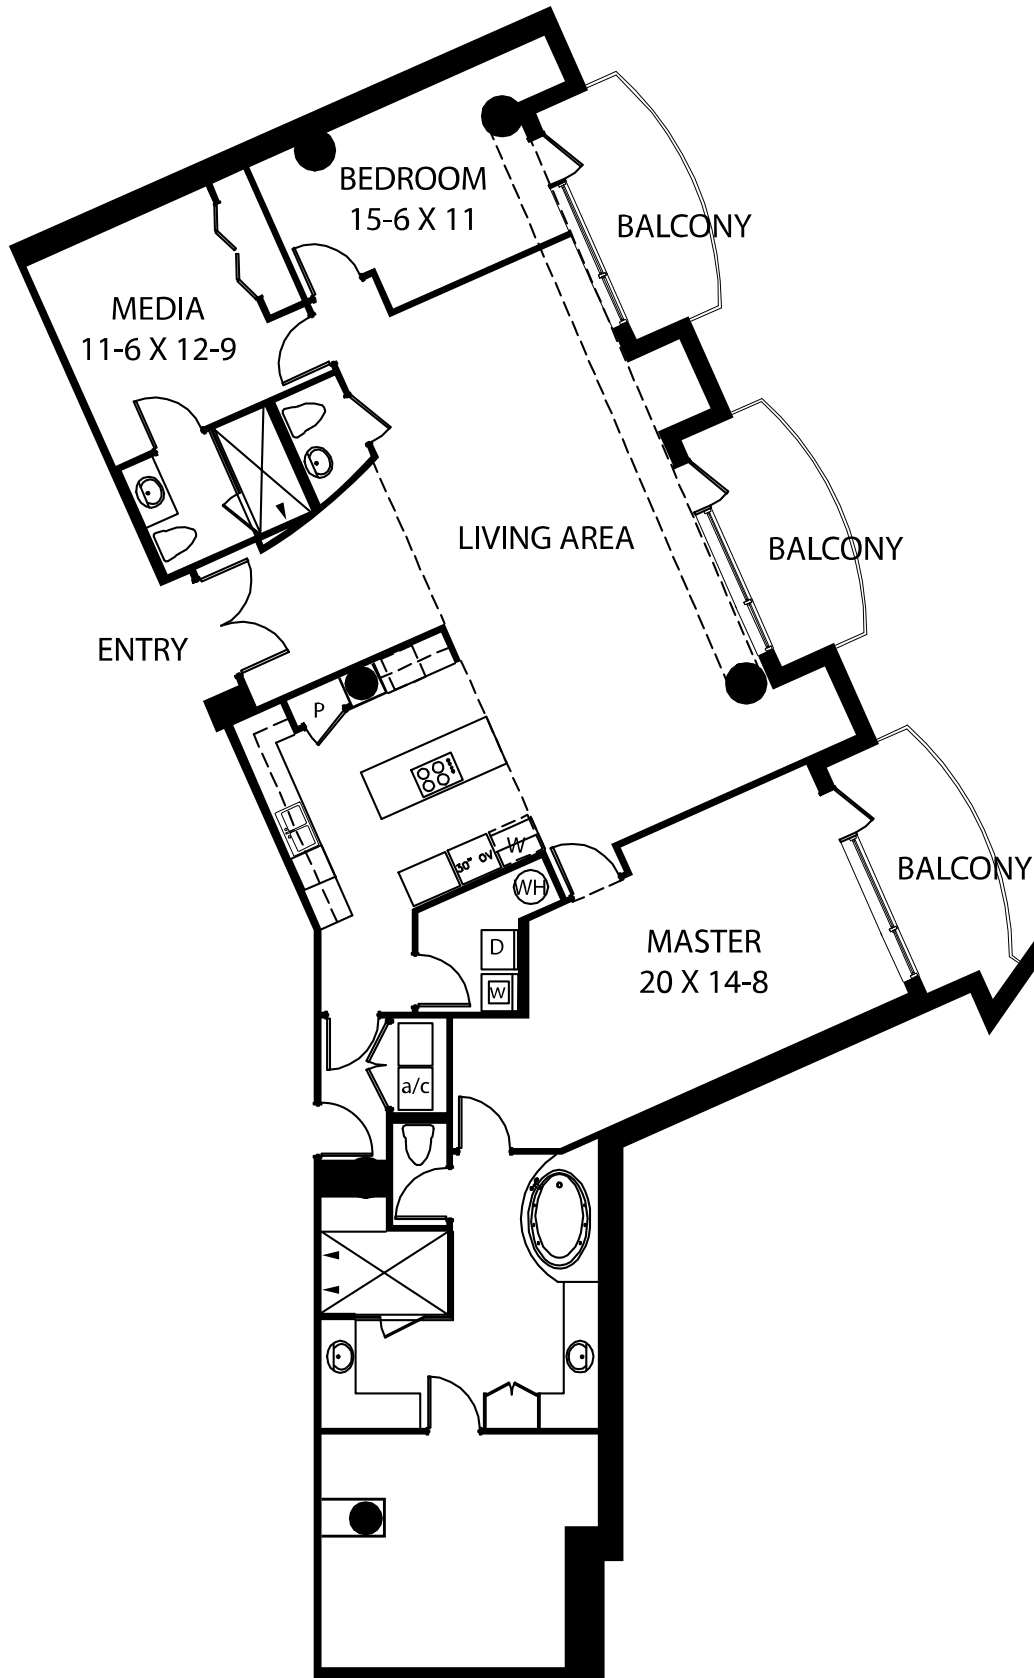 BEDROOM
15-6 X 11
BALCONY
MEDIA
11-6 X 12-9
LIVING AREA
BALCONY
ENTRY
P
30" OV
W
WH
BALCONY
D
W
MASTER
20 X 14-8
a/c